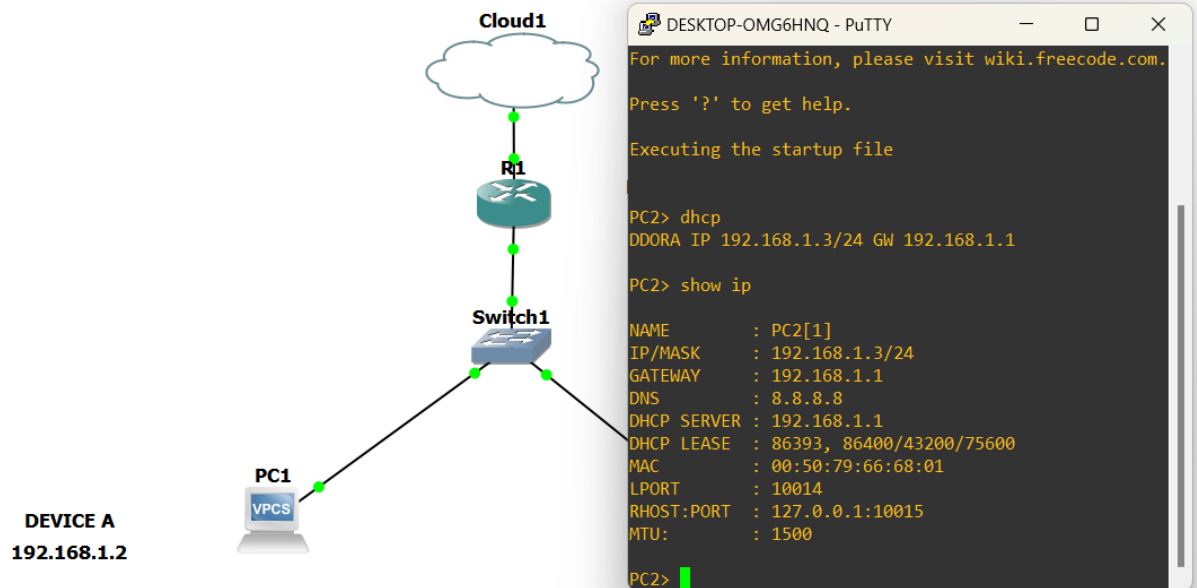 Cloud1
R1
Switch1
PC1
VPCS
DEVICE A
192.168.1.2
DESKTOP-OMG6HNQ - PuTTY
For more information, please visit wiki.freecode.com.
Press '?' to get help.
Executing the startup file
PC2> dhcp
DDORA IP 192.168.1.3/24 GW 192.168.1.1
PC2> show ip
NAME        : PC2[1]
IP/MASK     : 192.168.1.3/24
GATEWAY     : 192.168.1.1
DNS         : 8.8.8.8
DHCP SERVER : 192.168.1.1
DHCP LEASE  : 86393, 86400/43200/75600
MAC         : 00:50:79:66:68:01
LPORT       : 10014
RHOST:PORT  : 127.0.0.1:10015
MTU:        : 1500
PC2>